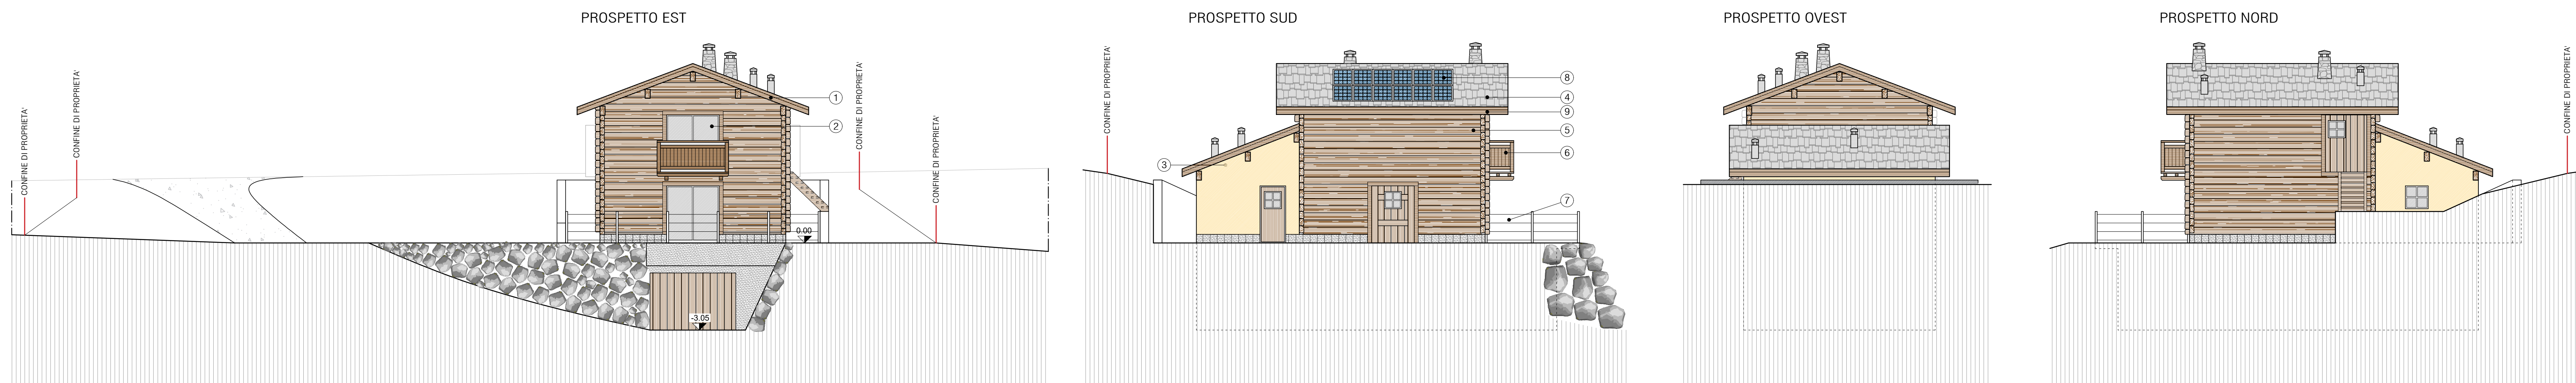 PROSPETTO EST
CONFINE DI PROPRIETA'
CONFINE DI PROPRIETA'
1
2
CONFINE DI PROPRIETA'
CONFINE DI PROPRIETA'
0.00
-3.05
PROSPETTO SUD
CONFINE DI PROPRIETA'
8
4
9
5
3
6
7
PROSPETTO OVEST
PROSPETTO NORD
CONFINE DI PROPRIETA'